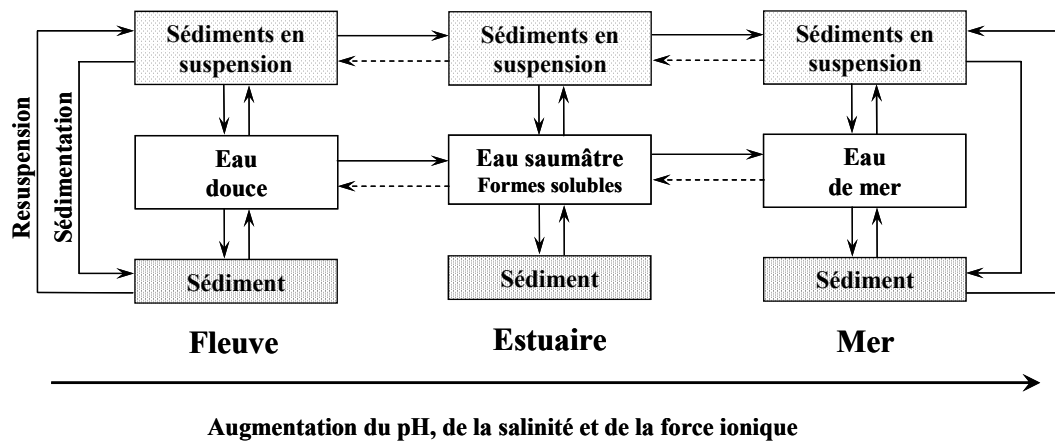 Sédiments en
suspension
Sédiments en
suspension
Sédiments en
suspension
Resuspension
Sédimentation
Eau
douce
Eau saumâtre
Formes solubles
Eau
de mer
Sédiment
Sédiment
Sédiment
Fleuve
Estuaire
Mer
Augmentation du pH, de la salinité et de la force ionique